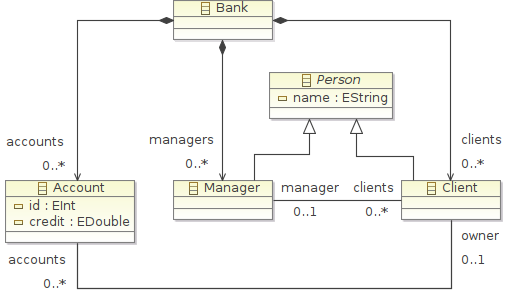 Bank
Person
name : EString
accounts
0..*
managers
0..*
clients
0..*
Account
id : EInt
credit : EDouble
Manager
manager
0..1
clients
0..*
Client
accounts
0..*
owner
0..1